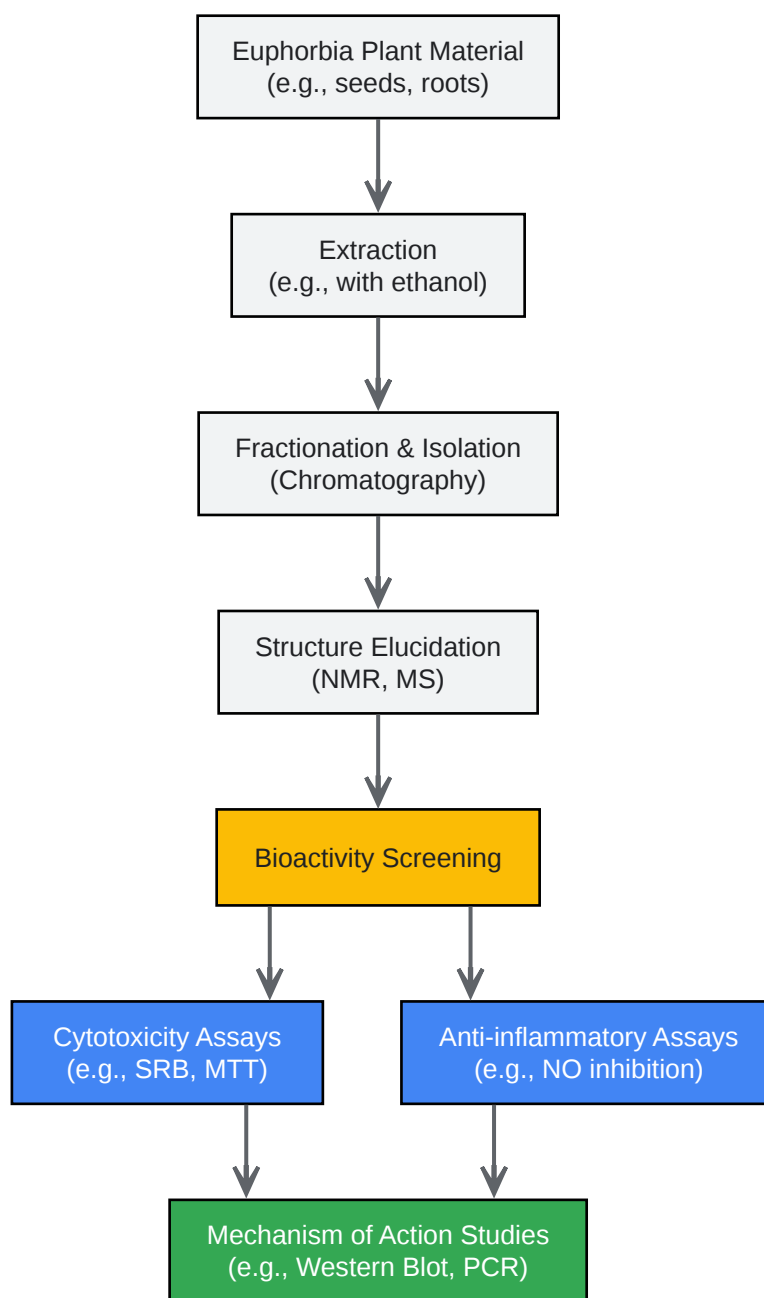 Euphorbia Plant Material
(e.g., seeds, roots)
Extraction
(e.g., with ethanol)
Fractionation & Isolation
(Chromatography)
Structure Elucidation
(NMR, MS)
Bioactivity Screening
Cytotoxicity Assays
(e.g., SRB, MTT)
Anti-inflammatory Assays
(e.g., NO inhibition)
Mechanism of Action Studies
(e.g., Western Blot, PCR)